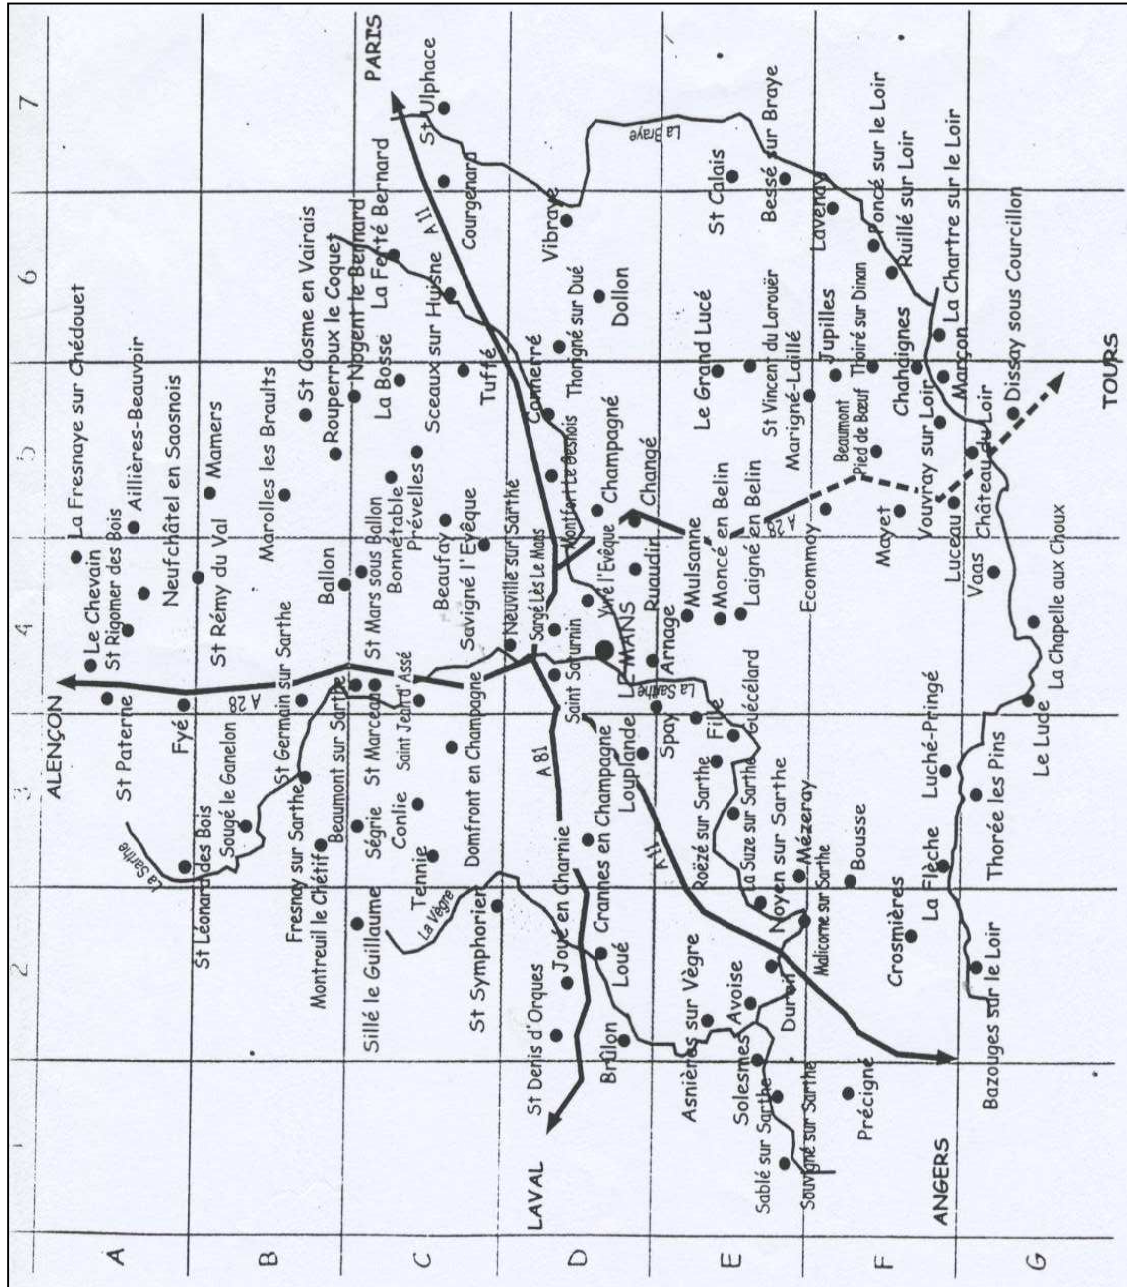 7
6
5
4
3
2
1
A
B
C
D
E
F
G
ALENÇON
PARIS
LAVAL
ANGERS
TOURS
La Fresnaye sur Chédouet
Aillières-Beauvoir
Neufchâtel en Saosnois
Mamers
Le Chevain
St Rigomer des Bois
St Rémy du Val
Marolles les Braults
St Cosme en Vairais
Rouperroux le Coquet
Nogent le Bernard
St Paterne
Fyé
A 28
La Sarthe
St Léonard des Bois
Sougé le Ganelon
St Germain sur Sarthe
Fresnay sur Sarthe
Montreuil le Chétif
Beaumont sur Sarthe
Ballon
St Mars sous Ballon
St Marceau
Saint Jean d'Assé
Ségrie
Conlie
Tennie
Sillé le Guillaume
La Vègre
St Symphorien
Domfront en Champagne
Bonnétable
Prévelles
Beaufay
Savigné l'Evêque
Neuville sur Sarthe
La Bosse
La Ferté Bernard
Sceaux sur Huisne
Tuffé
Courgenard
St Ulphace
A 11
Sargé Lès Le Mans
Montfort Le Gesnois
Connerré
Thorigné sur Dué
Vibraye
Dollon
Champagné
Changé
Yvré l'Evêque
LE MANS
Saint Saturnin
A 81
Ruaudin
Arnage
La Sarthe
Spay
Louplande
Crannes en Champagne
Joué en Charnie
Loué
St Denis d'Orques
Brûlon
La Braye
St Calais
Bessé sur Braye
Le Grand Lucé
St Vincent du Lorouër
Marigné-Laillé
Mulsanne
Moncé en Belin
Laigné en Belin
A 28
Guécélard
Fillé
Roëzé sur Sarthe
La Suze sur Sarthe
Noyen sur Sarthe
Mézeray
Malicorne sur Sarthe
A 11
Asnières sur Vègre
Avoise
Dureil
Solesmes
Sablé sur Sarthe
Souvigné sur Sarthe
Précigné
Lavenay
Poncé sur le Loir
Ruillé sur Loir
La Chartre sur le Loir
Jupilles
Thoiré sur Dinan
Chahaignes
Marçon
Beaumont
Pied de Bœuf
Ecommoy
Mayet
Vouvray sur Loir
Luceau
Château du Loir
Dissay sous Courcillon
Vaas
La Chapelle aux Choux
Le Lude
Luché-Pringé
Thorée les Pins
La Flèche
Bousse
Crosmières
Bazouges sur le Loir